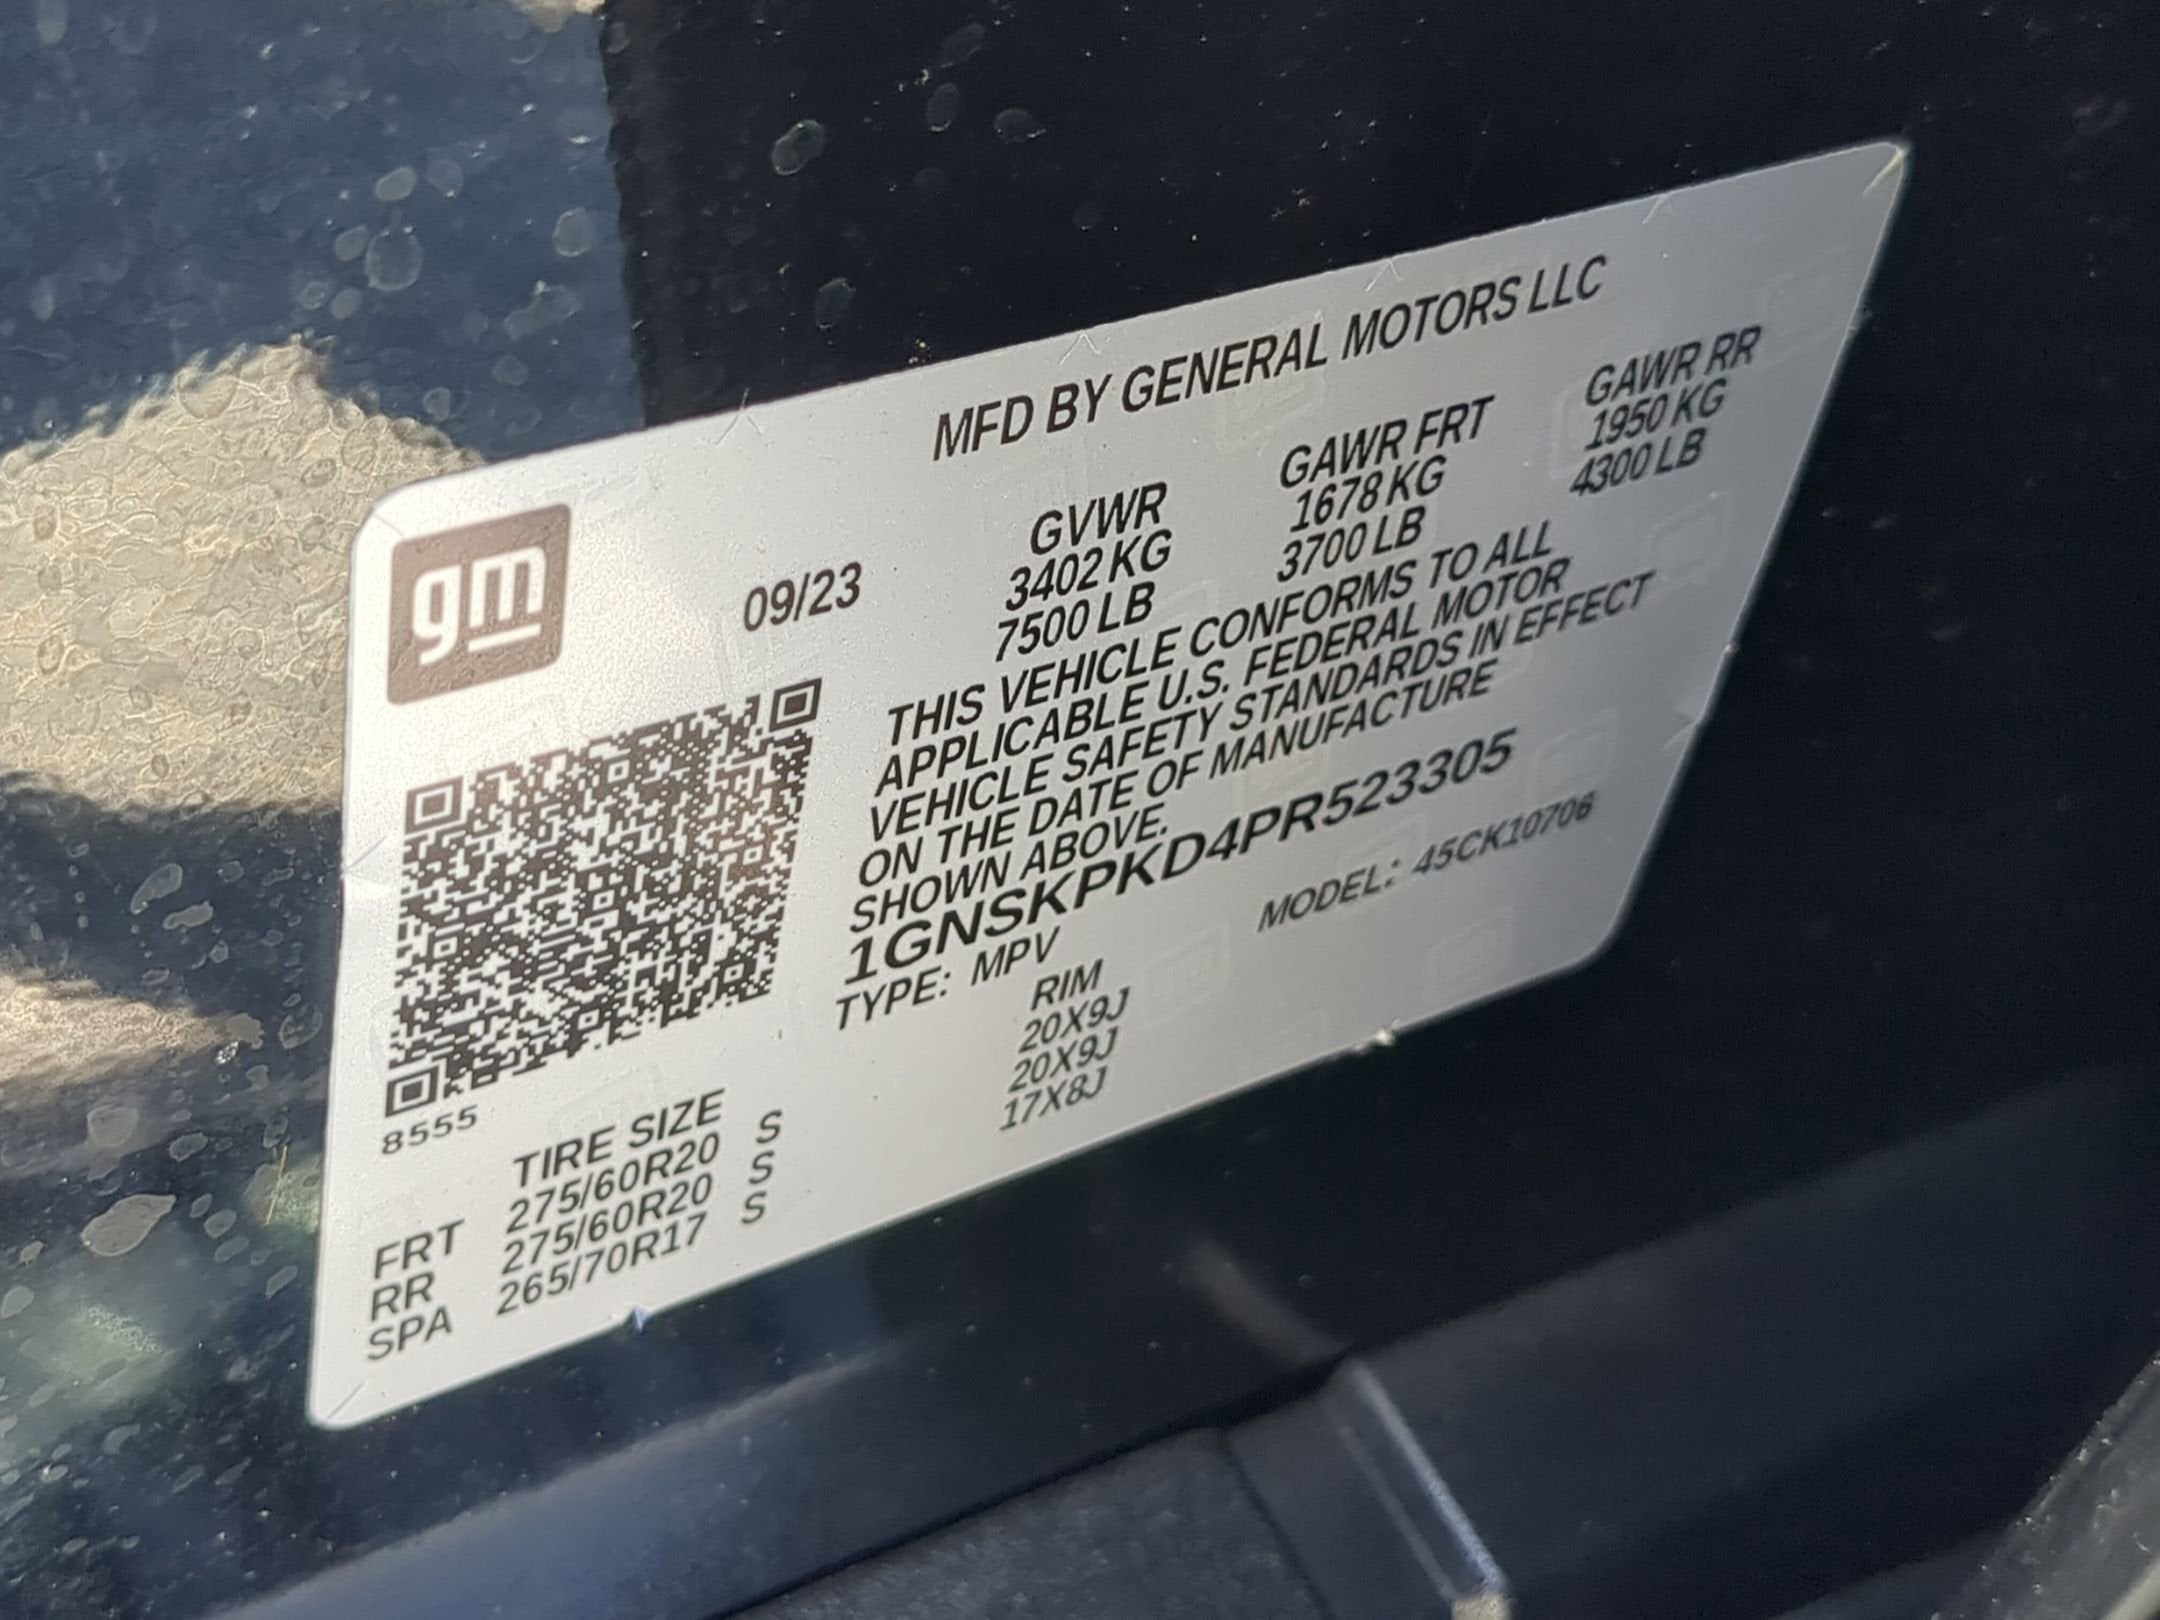 MFD BY GENERAL MOTORS LLC
gm
09/23
GVWR GAWR FRT GAWR RR
3402 KG 1678 KG 1950 KG
7500 LB 3700 LB 4300 LB
THIS VEHICLE CONFORMS TO ALL
APPLICABLE U.S. FEDERAL MOTOR
VEHICLE SAFETY STANDARDS IN EFFECT
ON THE DATE OF MANUFACTURE
SHOWN ABOVE.
1GNSKPKD4PR523305
TYPE: MPV MODEL: 45CK10706
8555
TIRE SIZE RIM
FRT 275/60R20 S 20X9J
RR 275/60R20 S 20X9J
SPA 265/70R17 S 17X8J